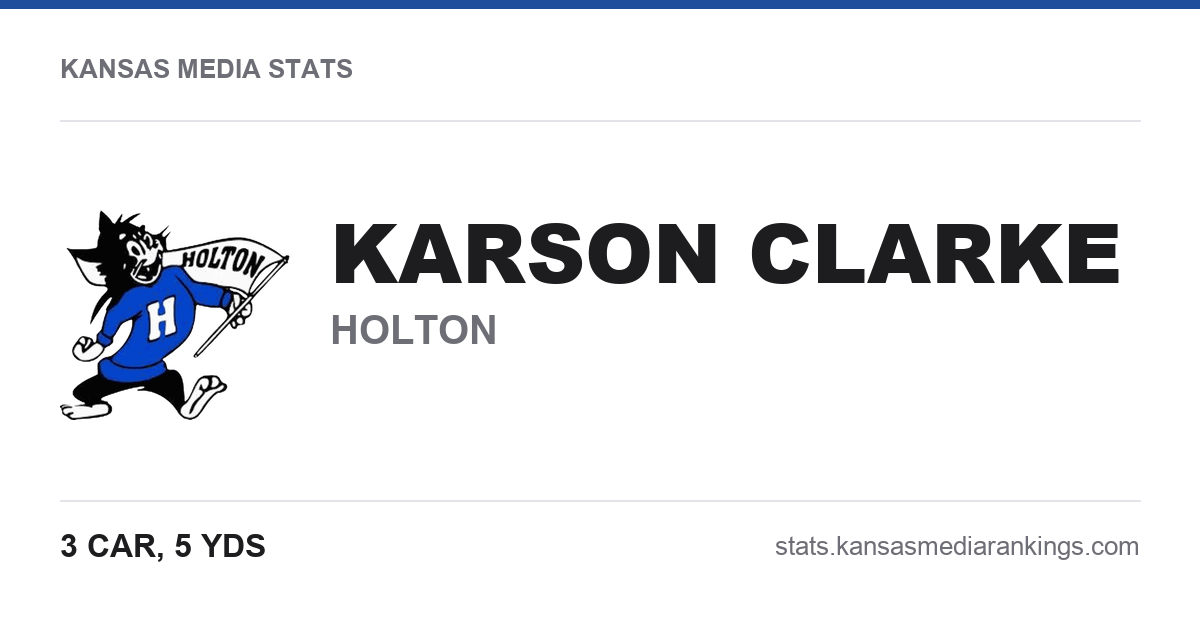 KANSAS MEDIA STATS
HOLTON
H
KARSON CLARKE
HOLTON
3 CAR, 5 YDS
stats.kansasmediarankings.com